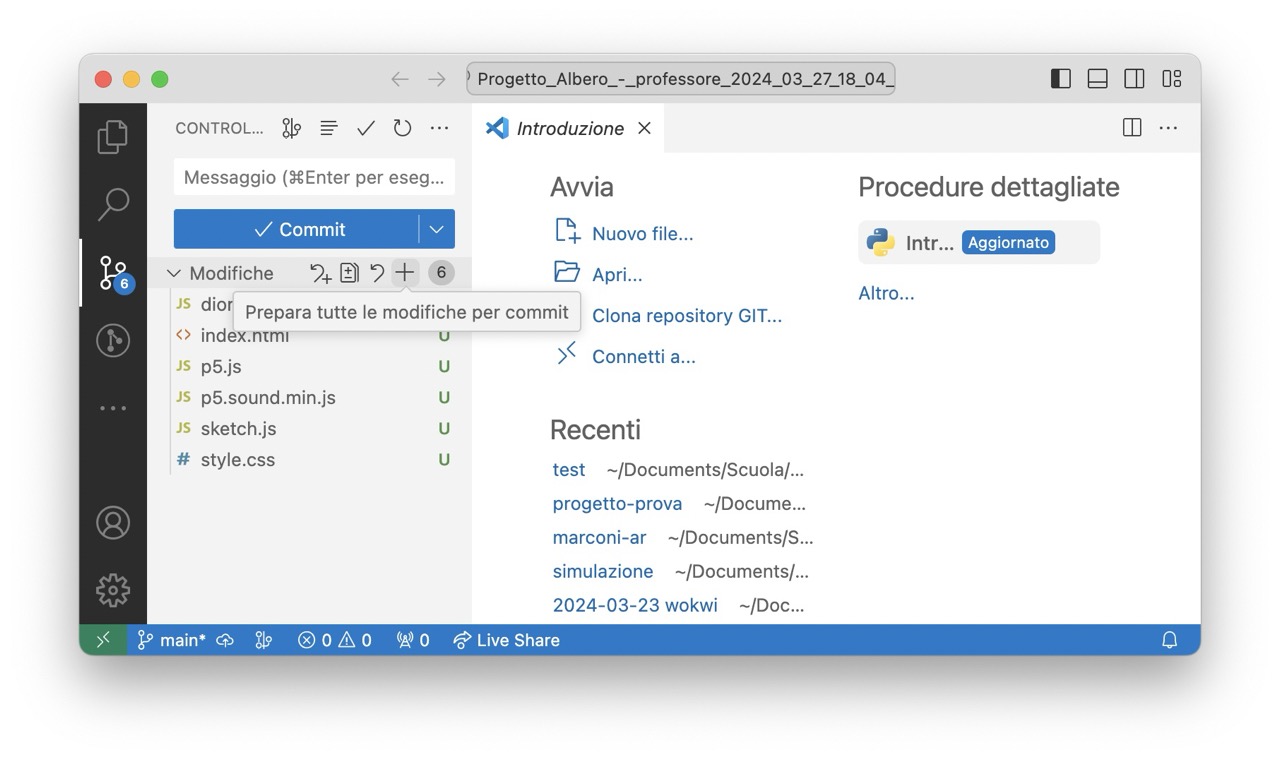 Progetto_Albero_-_professore_2024_03_27_18_04_
CONTROL...
Introduzione
Messaggio (⌘Enter per eseg...
Commit
Modifiche 6
6
Prepara tutte le modifiche per commit
JS dior
<> index.html U
JS p5.js U
JS p5.sound.min.js U
JS sketch.js U
# style.css U
Avvia
Nuovo file...
Apri...
Clona repository GIT...
Connetti a...
Recenti
test ~/Documents/Scuola/...
progetto-prova ~/Docume...
marconi-ar ~/Documents/S...
simulazione ~/Documents/...
2024-03-23 wokwi ~/Doc...
Procedure dettagliate
Intr... Aggiornato
Altro...
main* 0 0 0 Live Share